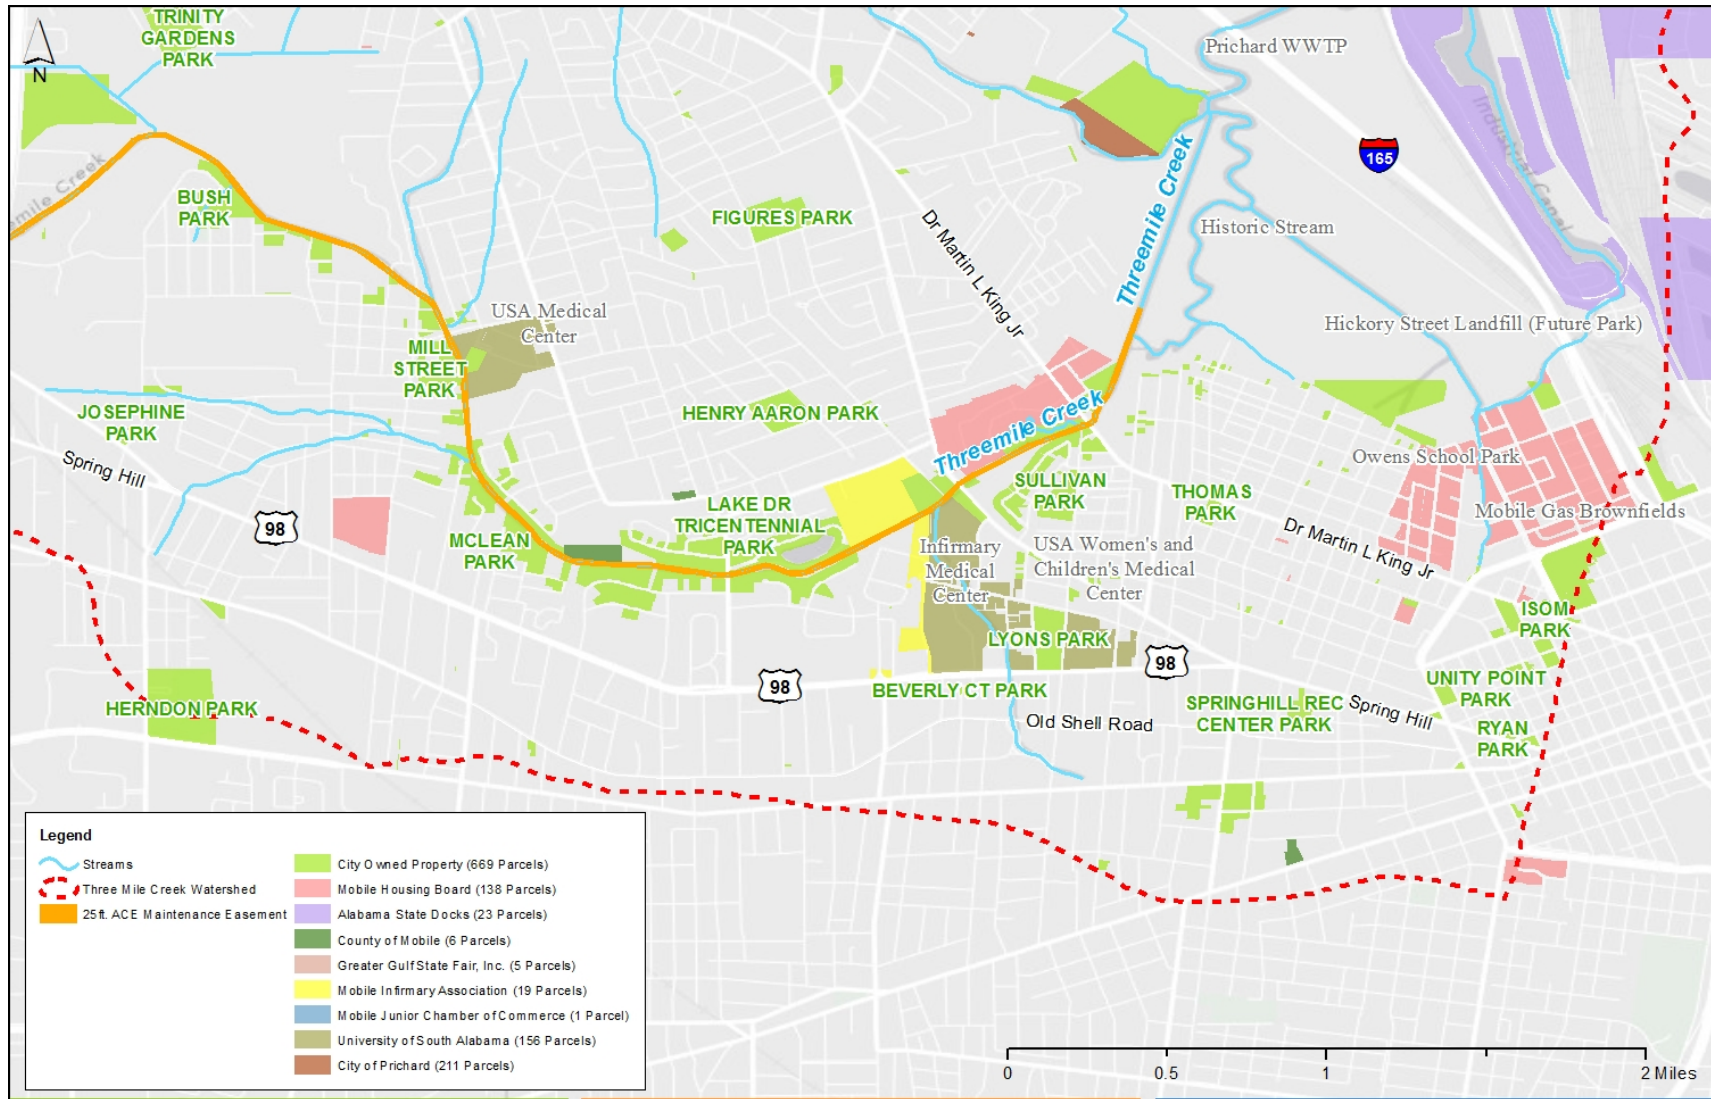 TRINITY
GARDENS
PARK
N
Prichard WWTP
Industrial Canal
165
Threemile Creek
emile Creek
BUSH
PARK
FIGURES PARK
Dr Martin L King Jr
Historic Stream
USA Medical
Center
Hickory Street Landfill (Future Park)
MILL
STREET
PARK
JOSEPHINE
PARK
HENRY AARON PARK
Threemile Creek
Spring Hill
Owens School Park
SULLIVAN
PARK
THOMAS
PARK
98
LAKE DR
TRICENTENNIAL
PARK
Mobile Gas Brownfields
MCLEAN
PARK
Infirmary
Medical
Center
USA Women's and
Children's Medical
Center
Dr Martin L King Jr
ISOM
PARK
LYONS PARK
98
98
BEVERLY CT PARK
UNITY POINT
PARK
HERNDON PARK
SPRINGHILL REC
CENTER PARK
Spring Hill
Old Shell Road
RYAN
PARK
Legend
Streams
Three Mile Creek Watershed
25ft. ACE Maintenance Easement
City Owned Property (669 Parcels)
Mobile Housing Board (138 Parcels)
Alabama State Docks (23 Parcels)
County of Mobile (6 Parcels)
Greater Gulf State Fair, Inc. (5 Parcels)
Mobile Infirmary Association (19 Parcels)
Mobile Junior Chamber of Commerce (1 Parcel)
University of South Alabama (156 Parcels)
City of Prichard (211 Parcels)
0 0.5 1 2 Miles